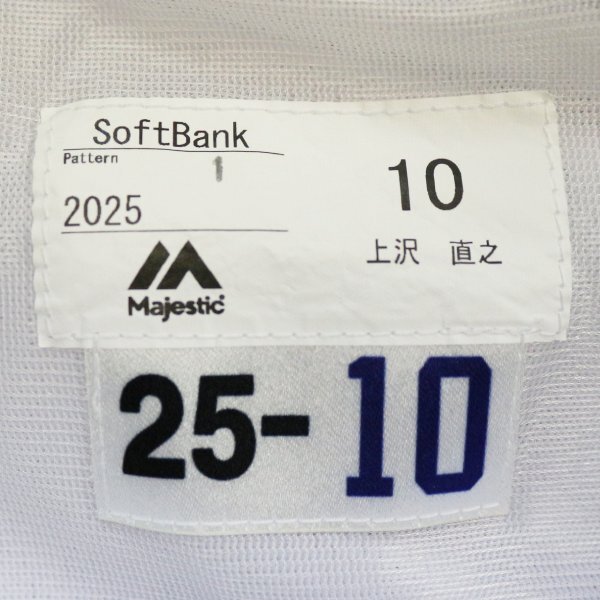 SoftBank
Pattern 1
2025
10
上沢 直之
Majestic
25-10